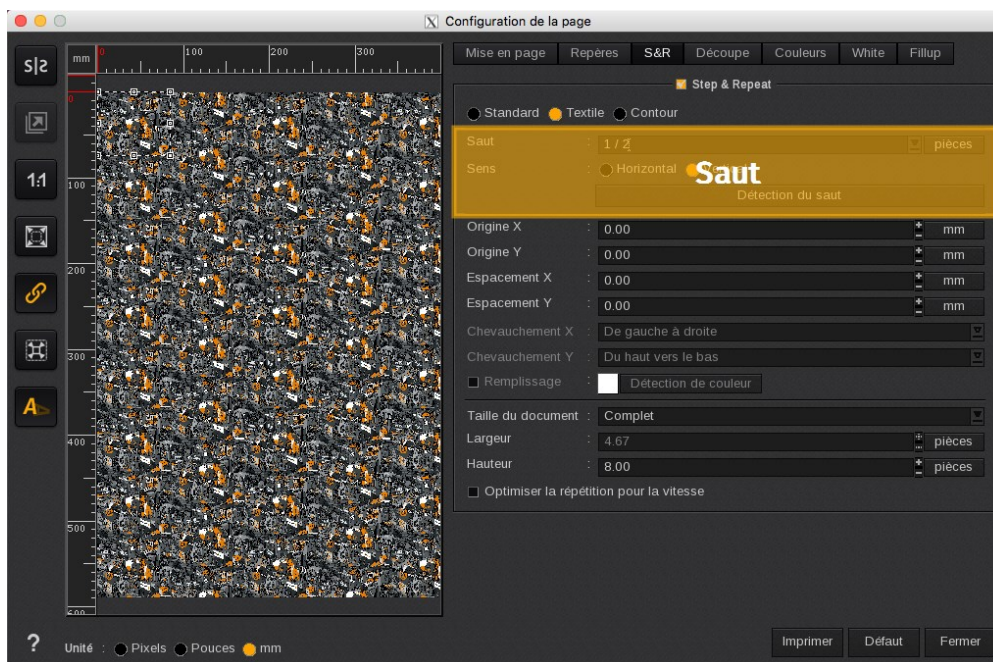 Configuration de la page
Mise en page Repères S&R Découpe Couleurs White Fillup
S|S
mm 0 100 200 300
Step & Repeat
Standard Textile Contour
Saut : 1 / 2 pièces
Sens : Horizontal
Saut
Détection du saut
Origine X : 0.00 mm
Origine Y : 0.00 mm
Espacement X : 0.00 mm
Espacement Y : 0.00 mm
Chevauchement X : De gauche à droite
Chevauchement Y : Du haut vers le bas
Remplissage : Détection de couleur
Taille du document : Complet
Largeur : 4.67 pièces
Hauteur : 8.00 pièces
Optimiser la répétition pour la vitesse
1:1
A
0
100
200
300
400
500
600
? Unité : Pixels Pouces mm
Imprimer Défaut Fermer